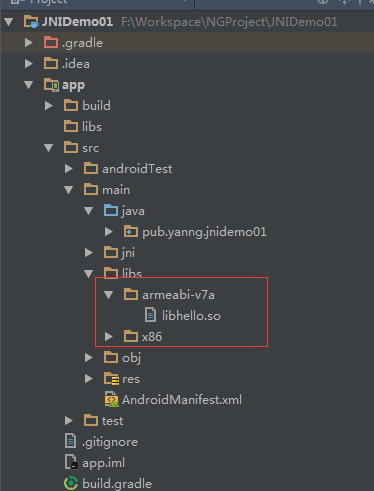 Project
JNIDemo01 F:\Workspace\NGProject\JNIDemo01
.gradle
.idea
app
build
libs
src
androidTest
main
java
pub.yanng.jnidemo01
jni
libs
armeabi-v7a
libhello.so
x86
obj
res
AndroidManifest.xml
test
.gitignore
app.iml
build.gradle